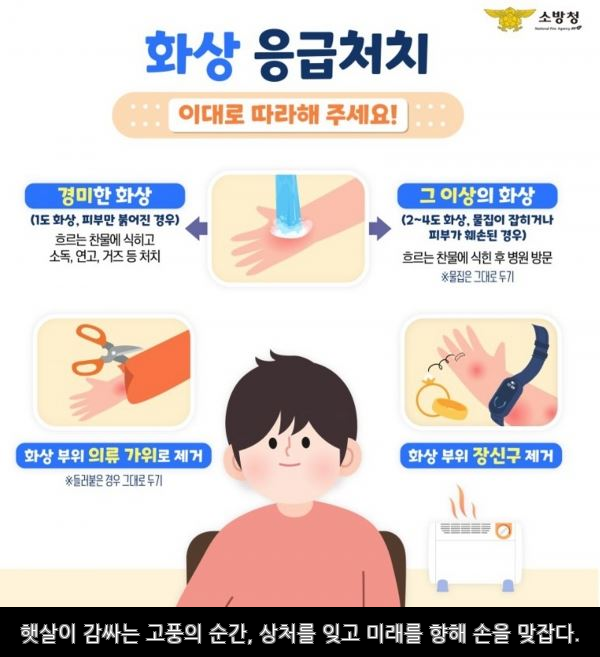 소방청
National Fire Agency 119
화상 응급처치
이대로 따라해 주세요!
경미한 화상
(1도 화상, 피부만 붉어진 경우)
흐르는 찬물에 식히고
소독, 연고, 거즈 등 처치
그 이상의 화상
(2~4도 화상, 물집이 잡히거나
피부가 훼손된 경우)
흐르는 찬물에 식힌 후 병원 방문
※물집은 그대로 두기
화상 부위 의류 가위로 제거
※들러붙은 경우 그대로 두기
화상 부위 장신구 제거
햇살이 감싸는 고풍의 순간, 상처를 잊고 미래를 향해 손을 맞잡다.